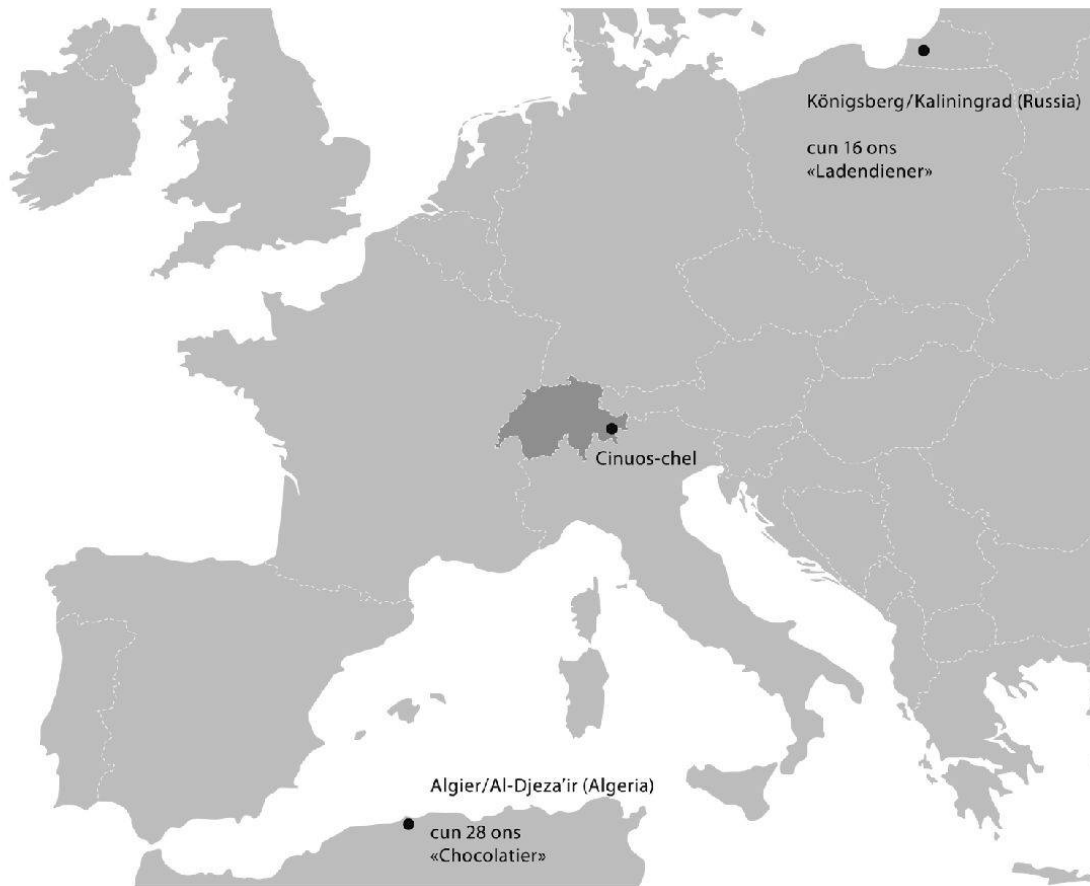 Königsberg/Kaliningrad (Russia)
cun 16 ons
«Ladendiener»
Cinuos-chel
Algier/Al-Djeza'ir (Algeria)
cun 28 ons
«Chocolatier»